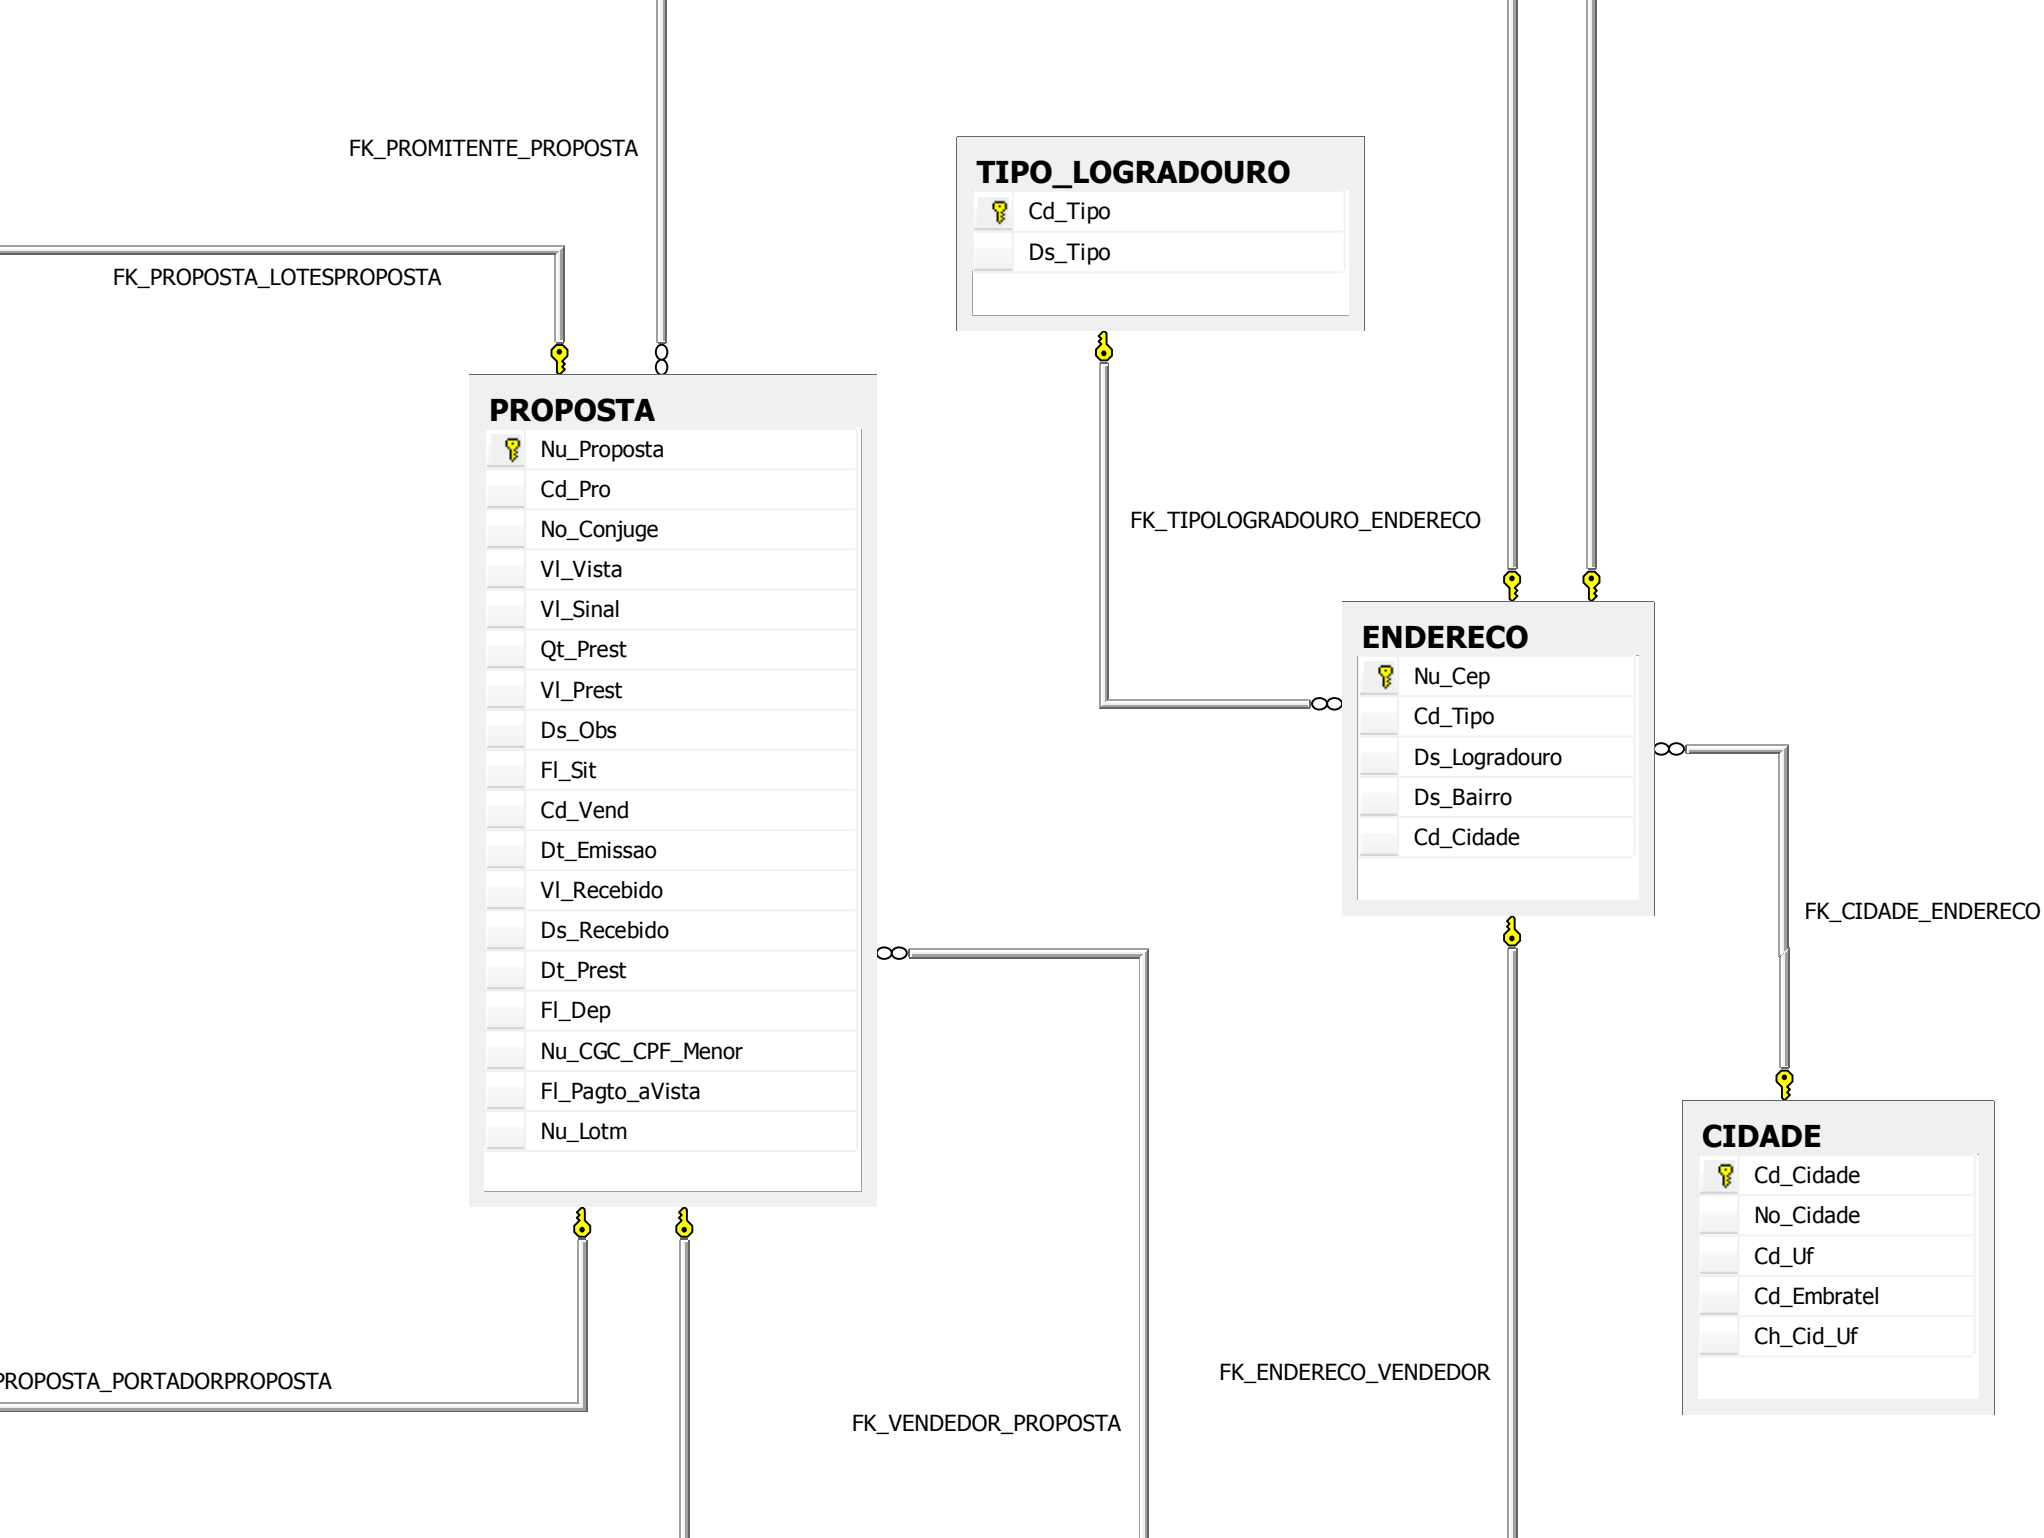 FK_PROMITENTE_PROPOSTA
FK_PROPOSTA_LOTESPROPOSTA
TIPO_LOGRADOURO
Cd_Tipo
Ds_Tipo
PROPOSTA
Nu_Proposta
Cd_Pro
No_Conjuge
Vl_Vista
Vl_Sinal
Qt_Prest
Vl_Prest
Ds_Obs
Fl_Sit
Cd_Vend
Dt_Emissao
Vl_Recebido
Ds_Recebido
Dt_Prest
Fl_Dep
Nu_CGC_CPF_Menor
Fl_Pagto_aVista
Nu_Lotm
FK_TIPOLOGRADOURO_ENDERECO
ENDERECO
Nu_Cep
Cd_Tipo
Ds_Logradouro
Ds_Bairro
Cd_Cidade
FK_CIDADE_ENDERECO
CIDADE
Cd_Cidade
No_Cidade
Cd_Uf
Cd_Embratel
Ch_Cid_Uf
PROPOSTA_PORTADORPROPOSTA
FK_VENDEDOR_PROPOSTA
FK_ENDERECO_VENDEDOR